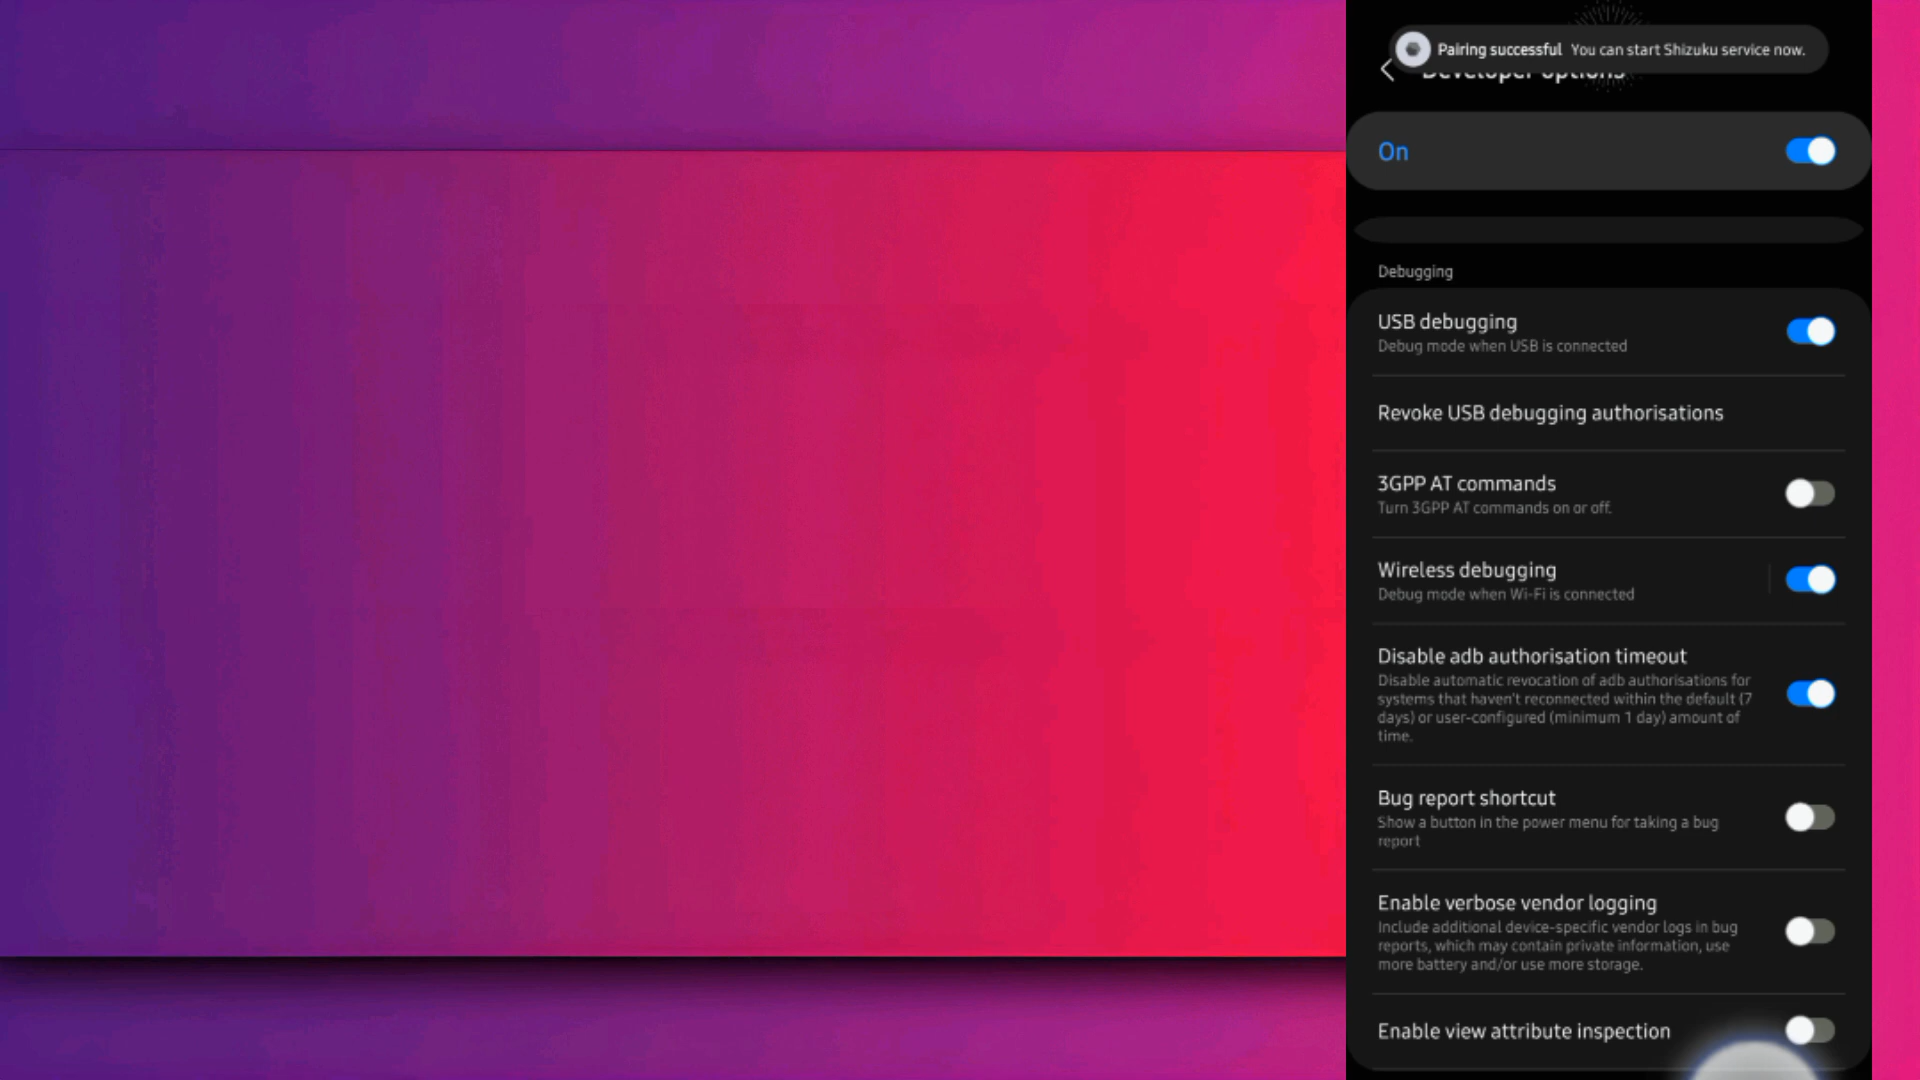 Pairing successful You can start Shizuku service now.
Developer options
On
Debugging
USB debugging
Debug mode when USB is connected
Revoke USB debugging authorisations
3GPP AT commands
Turn 3GPP AT commands on or off.
Wireless debugging
Debug mode when Wi-Fi is connected
Disable adb authorisation timeout
Disable automatic revocation of adb authorisations for
systems that haven't reconnected within the default (7
days) or user-configured (minimum 1 day) amount of
time.
Bug report shortcut
Show a button in the power menu for taking a bug
report
Enable verbose vendor logging
Include additional device-specific vendor logs in bug
reports, which may contain private information, use
more battery and/or use more storage.
Enable view attribute inspection